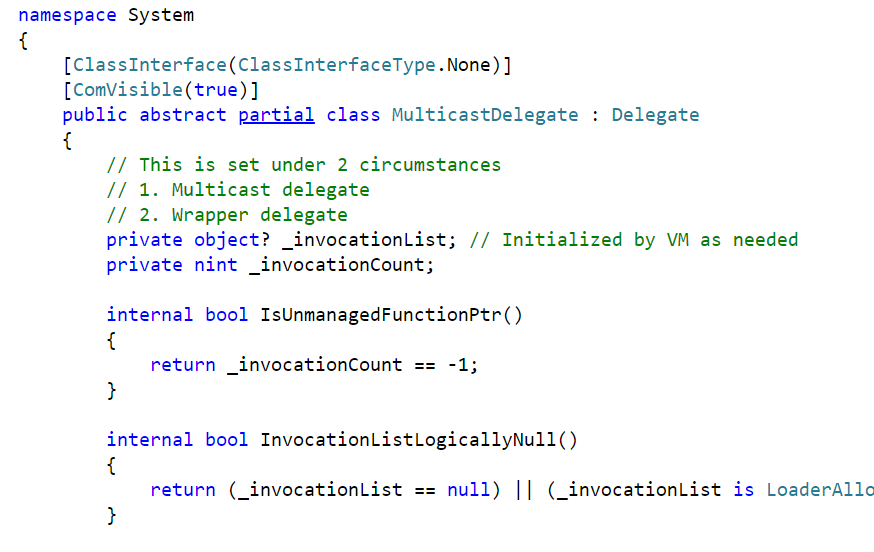 namespace System
{
[ClassInterface(ClassInterfaceType.None)]
[ComVisible(true)]
public abstract partial class MulticastDelegate : Delegate
{
// This is set under 2 circumstances
// 1. Multicast delegate
// 2. Wrapper delegate
private object? _invocationList; // Initialized by VM as needed
private nint _invocationCount;
internal bool IsUnmanagedFunctionPtr()
{
return _invocationCount == -1;
}
internal bool InvocationListLogicallyNull()
{
return (_invocationList == null) || (_invocationList is LoaderAllo
}